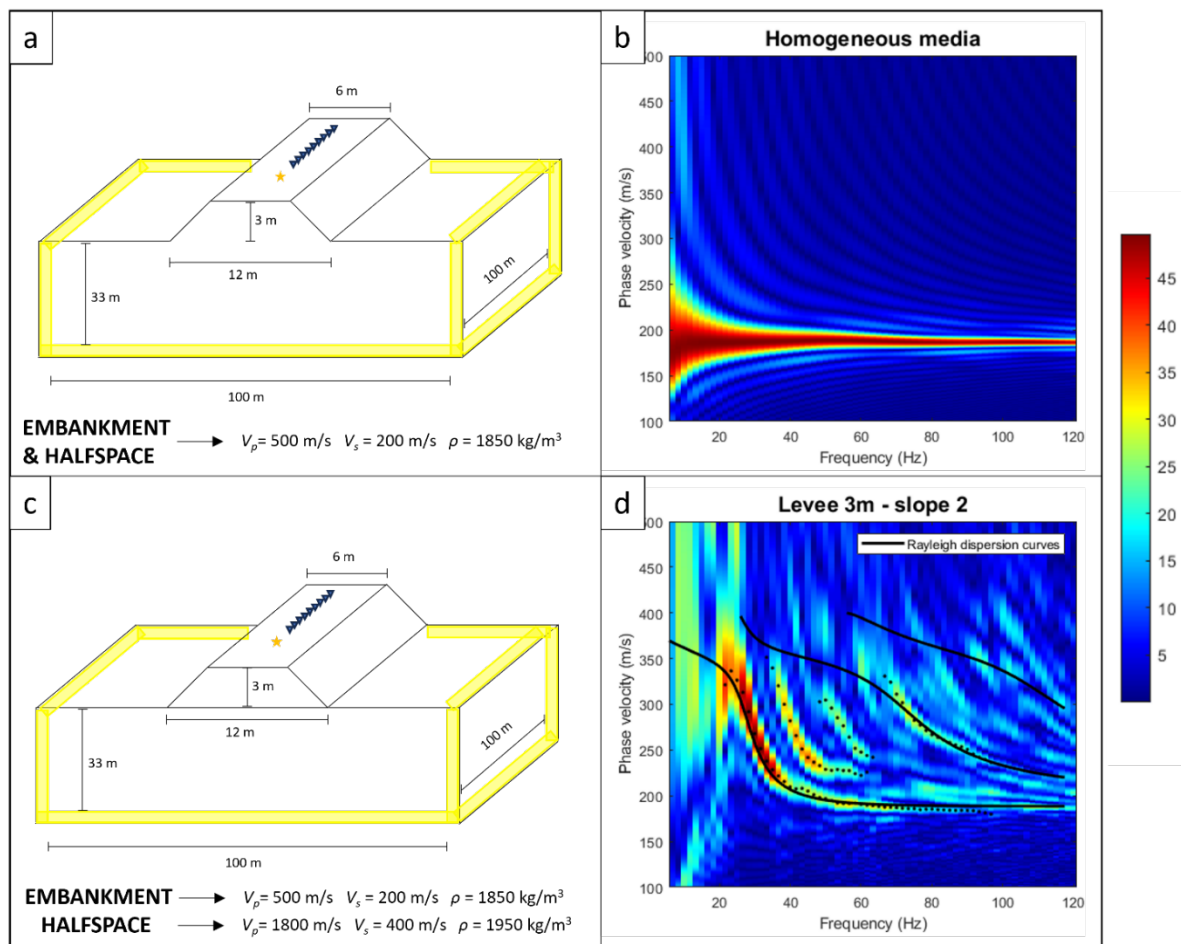 a
6 m
3 m
12 m
33 m
100 m
100 m
EMBANKMENT
& HALFSPACE
Vp= 500 m/s Vs = 200 m/s ρ = 1850 kg/m³
b
Homogeneous media
Phase velocity (m/s)
500
450
400
350
300
250
200
150
100
20 40 60 80 100 120
Frequency (Hz)
c
6 m
3 m
12 m
33 m
100 m
100 m
EMBANKMENT Vp= 500 m/s Vs = 200 m/s ρ = 1850 kg/m³
HALFSPACE Vp= 1800 m/s Vs = 400 m/s ρ = 1950 kg/m³
d
Levee 3m - slope 2
Rayleigh dispersion curves
Phase velocity (m/s)
500
450
400
350
300
250
200
150
100
20 40 60 80 100 120
Frequency (Hz)
45
40
35
30
25
20
15
10
5